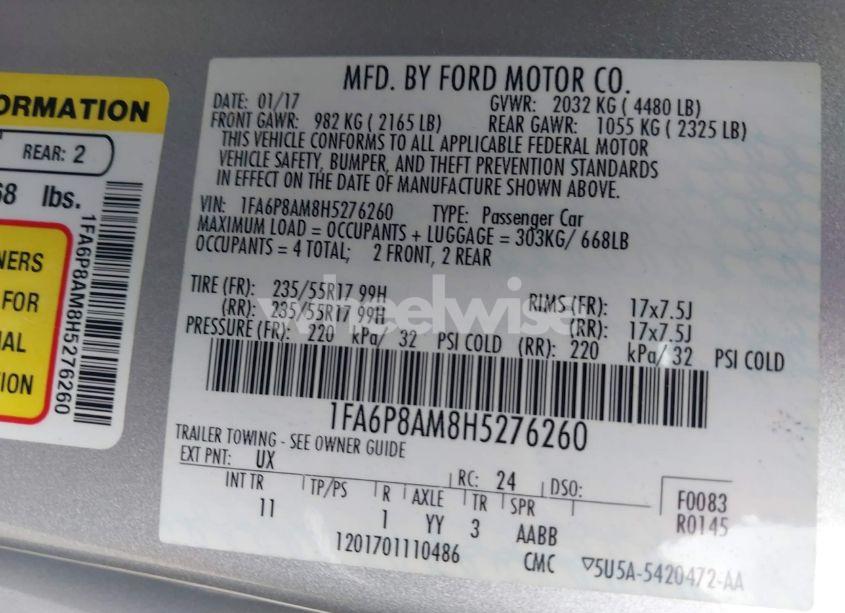 ORMATION
REAR: 2
68 lbs.
1FA6P8AM8H5276260
NERS
FOR
AL
TION
MFD. BY FORD MOTOR CO.
DATE: 01/17 GVWR: 2032 KG ( 4480 LB)
FRONT GAWR: 982 KG ( 2165 LB) REAR GAWR: 1055 KG ( 2325 LB)
THIS VEHICLE CONFORMS TO ALL APPLICABLE FEDERAL MOTOR
VEHICLE SAFETY, BUMPER, AND THEFT PREVENTION STANDARDS
IN EFFECT ON THE DATE OF MANUFACTURE SHOWN ABOVE.
VIN: 1FA6P8AM8H5276260 TYPE: Passenger Car
MAXIMUM LOAD = OCCUPANTS + LUGGAGE = 303KG/ 668LB
OCCUPANTS = 4 TOTAL; 2 FRONT, 2 REAR
TIRE (FR): 235/55R17 99H RIMS (FR): 17x7.5J
(RR): 235/55R17 99H (RR): 17x7.5J
PRESSURE (FR): 220 kPa/ 32 PSI COLD (RR): 220 kPa/ 32 PSI COLD
wheelwise
1FA6P8AM8H5276260
TRAILER TOWING - SEE OWNER GUIDE
EXT PNT: UX RC: 24 DSO:
INT TR TP/PS R AXLE TR SPR F0083
11 1 YY 3 AABB R0145
1201701110486 CMC 5U5A-5420472-AA